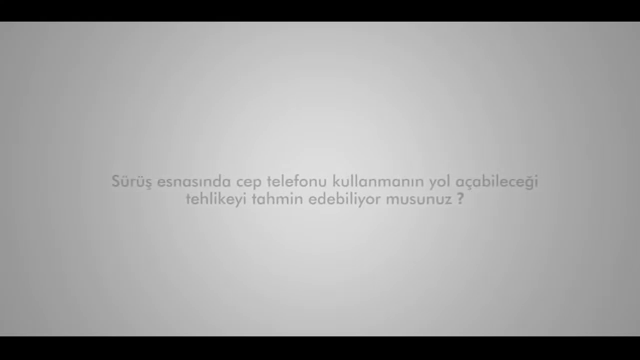 Sürüş esnasında cep telefonu kullanmanın yol açabileceği
tehlikeyi tahmin edebiliyor musunuz ?